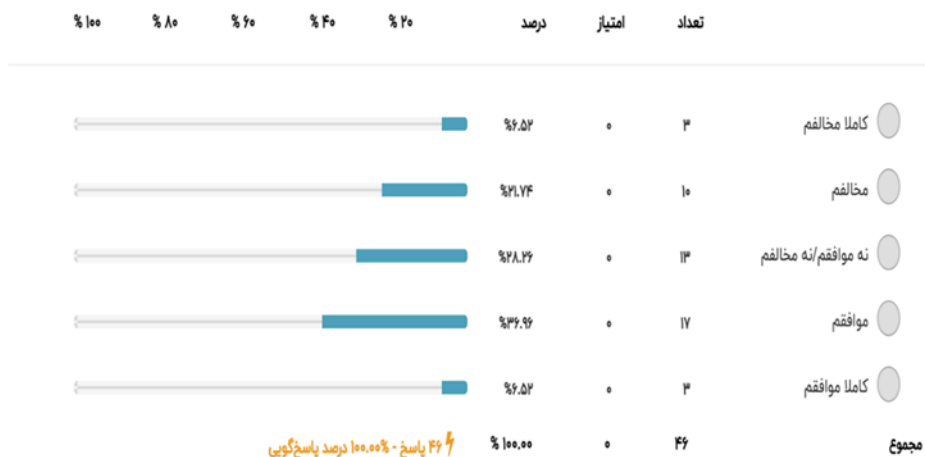 تعداد امتیاز درصد % ۲۰ % ۴۰ % ۶۰ % ۸۰ % ۱۰۰
کاملا مخالفم ۳ ۰ %۶.۵۲
مخالفم ۱۰ ۰ %۲۱.۷۴
نه موافقم/نه مخالفم ۱۳ ۰ %۲۸.۲۶
موافقم ۱۷ ۰ %۳۶.۹۶
کاملا موافقم ۳ ۰ %۶.۵۲
مجموع ۴۶ ۰ % ۱۰۰.۰۰ ۴۶ پاسخ - %۱۰۰.۰۰ درصد پاسخ‌گویی